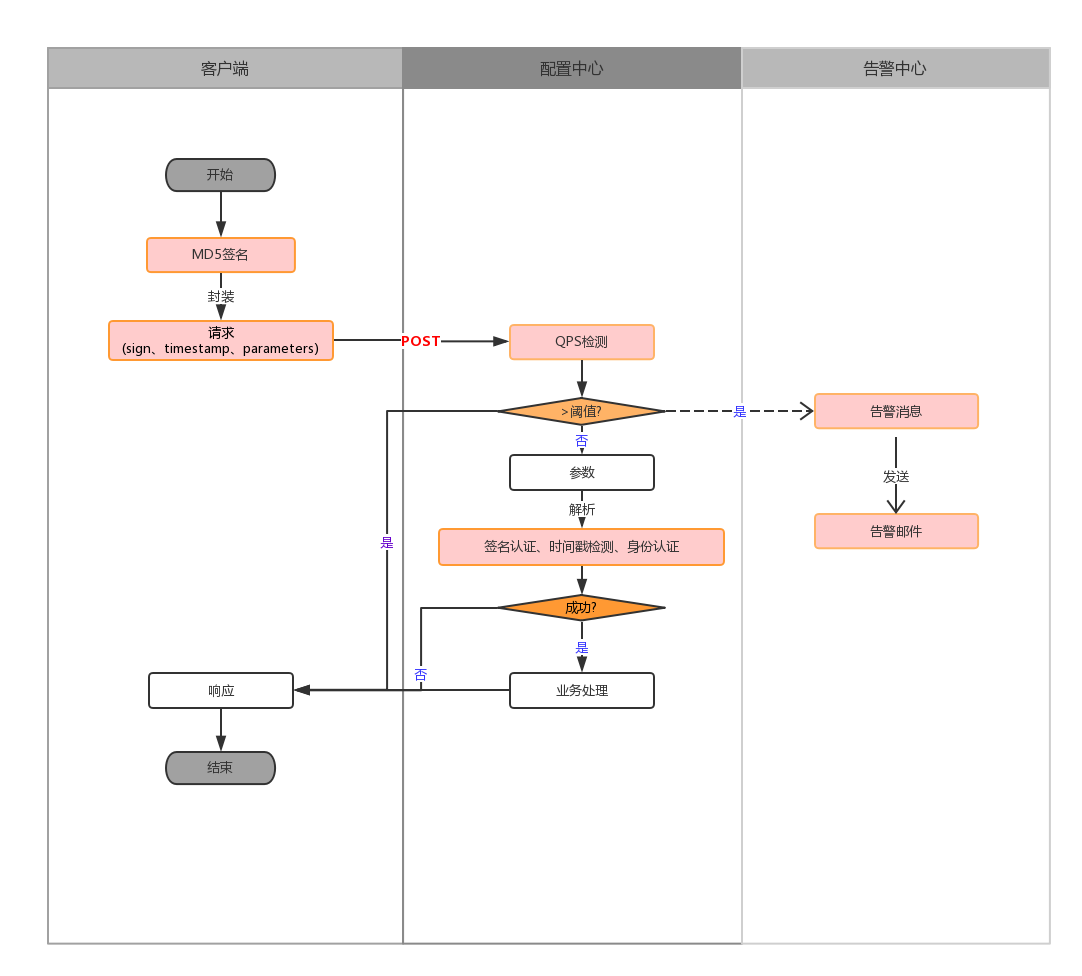 客户端
配置中心
告警中心
开始
MD5签名
封装
请求
(sign、timestamp、parameters)
POST
QPS检测
>阈值?
是
告警消息
否
参数
发送
解析
告警邮件
是
签名认证、时间戳检测、身份认证
成功?
是
否
响应
业务处理
结束